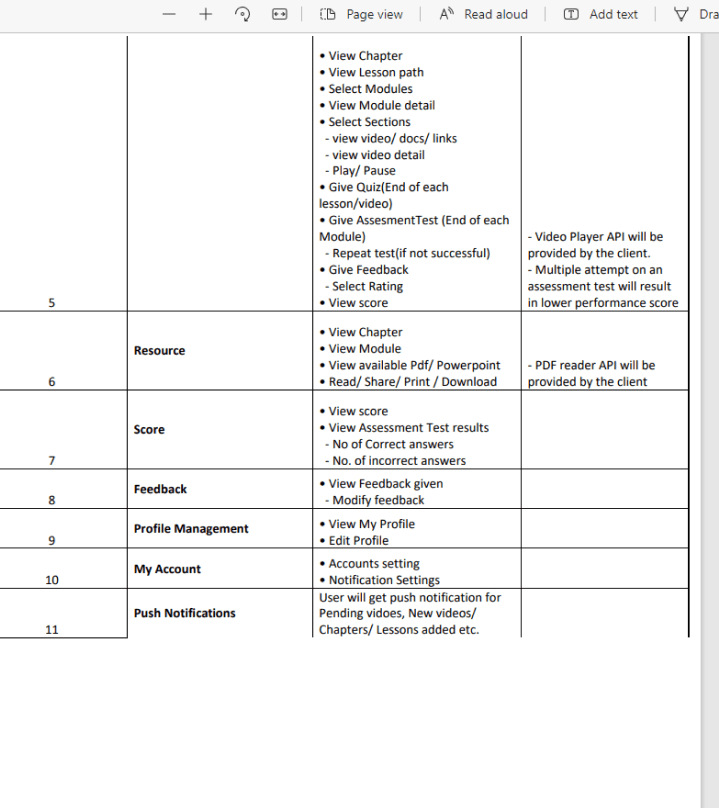 Page view
Read aloud
Add text
Dra
• View Chapter
• View Lesson path
• Select Modules
• View Module detail
• Select Sections
- view video/ docs/ links
- view video detail
- Play/ Pause
• Give Quiz(End of each
lesson/video)
• Give AssesmentTest (End of each
Module)
- Repeat test(if not successful)
• Give Feedback
- Select Rating
5
• View score
- Video Player API will be
provided by the client.
- Multiple attempt on an
assessment test will result
in lower performance score
6
Resource
• View Chapter
• View Module
• View available Pdf/ Powerpoint
• Read/ Share/ Print / Download
- PDF reader API will be
provided by the client
7
Score
• View score
• View Assessment Test results
- No of Correct answers
- No. of incorrect answers
8
Feedback
• View Feedback given
- Modify feedback
9
Profile Management
• View My Profile
• Edit Profile
10
My Account
• Accounts setting
• Notification Settings
11
Push Notifications
User will get push notification for
Pending vidoes, New videos/
Chapters/ Lessons added etc.